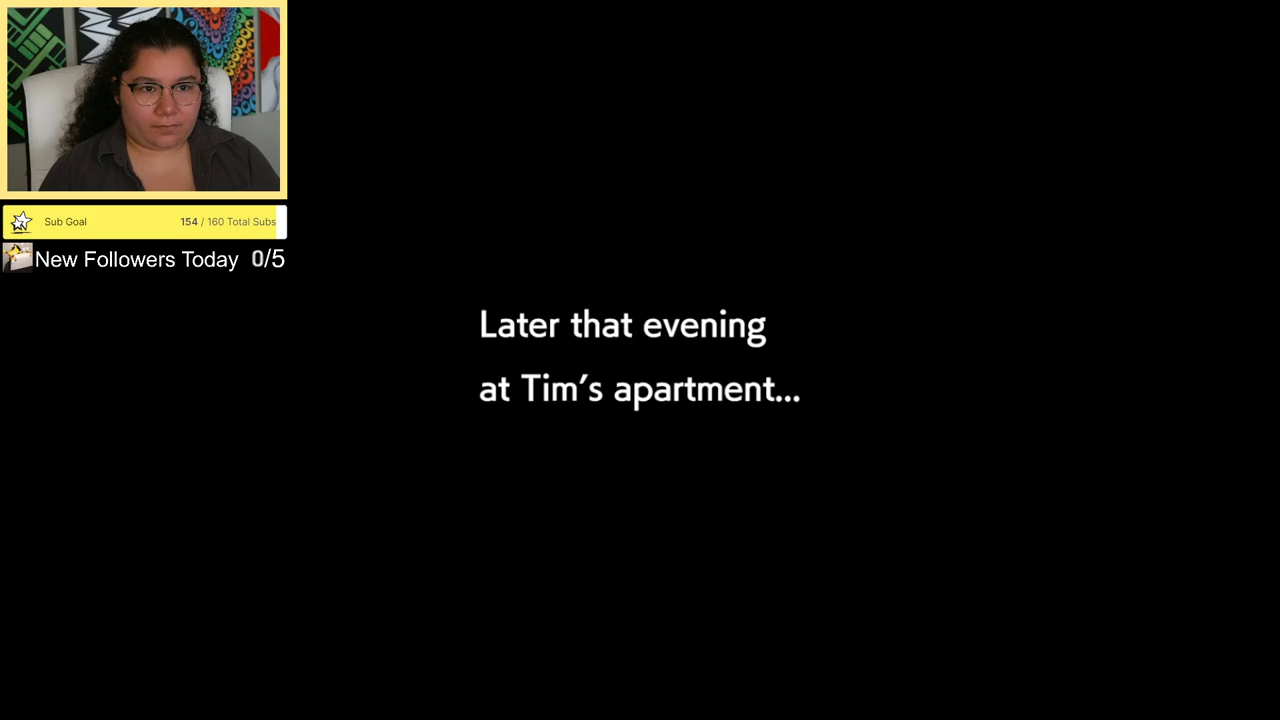 Sub Goal 154 / 160 Total Subs
New Followers Today 0/5
Later that evening
at Tim's apartment...